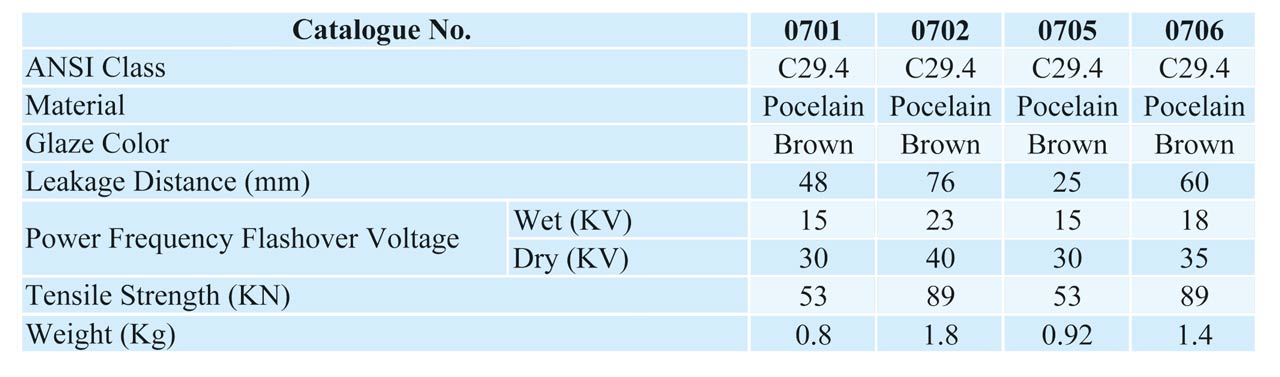 Catalogue No. 0701 0702 0705 0706
ANSI Class C29.4 C29.4 C29.4 C29.4
Material Pocelain Pocelain Pocelain Pocelain
Glaze Color Brown Brown Brown Brown
Leakage Distance (mm) 48 76 25 60
Power Frequency Flashover Voltage
Wet (KV) 15 23 15 18
Dry (KV) 30 40 30 35
Tensile Strength (KN) 53 89 53 89
Weight (Kg) 0.8 1.8 0.92 1.4